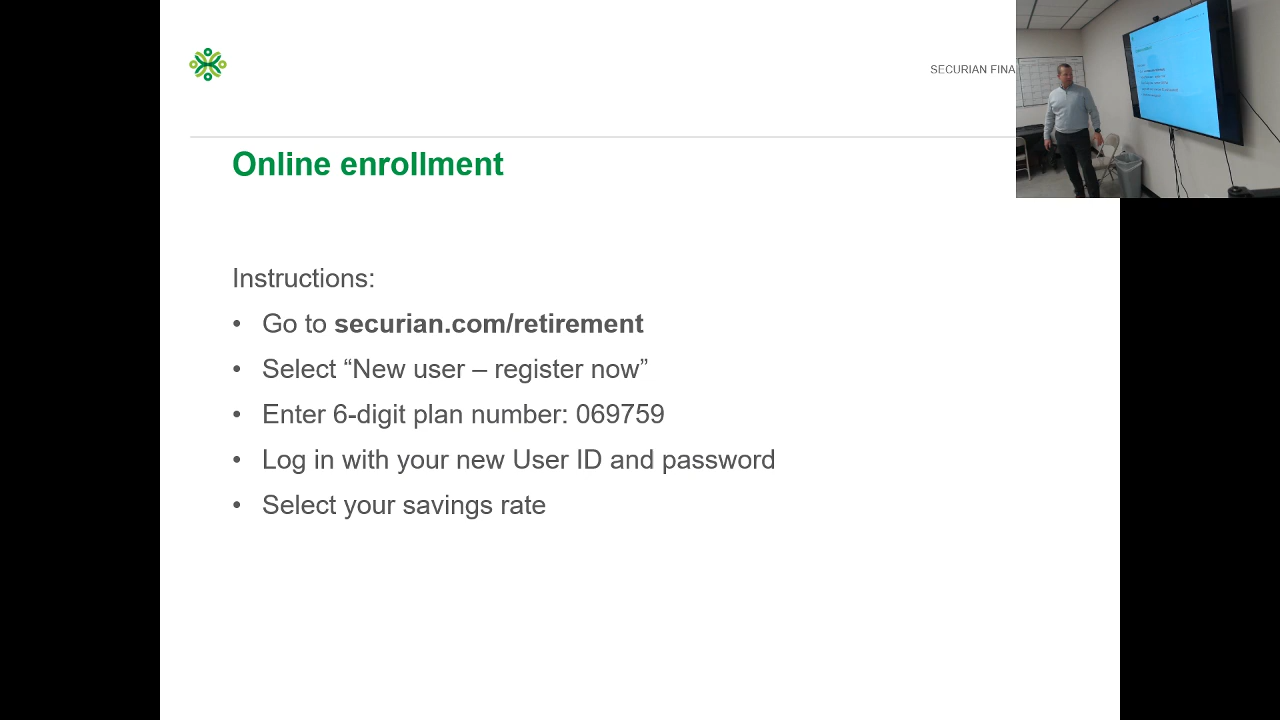 SECURIAN FINA
Online enrollment
Instructions:
• Go to securian.com/retirement
• Select “New user – register now”
• Enter 6-digit plan number: 069759
• Log in with your new User ID and password
• Select your savings rate